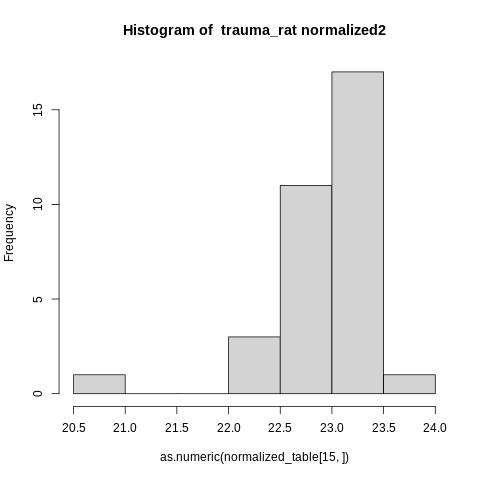 Histogram of  trauma_rat normalized2
Frequency
15
10
5
0
20.5 21.0 21.5 22.0 22.5 23.0 23.5 24.0
as.numeric(normalized_table[15, ])